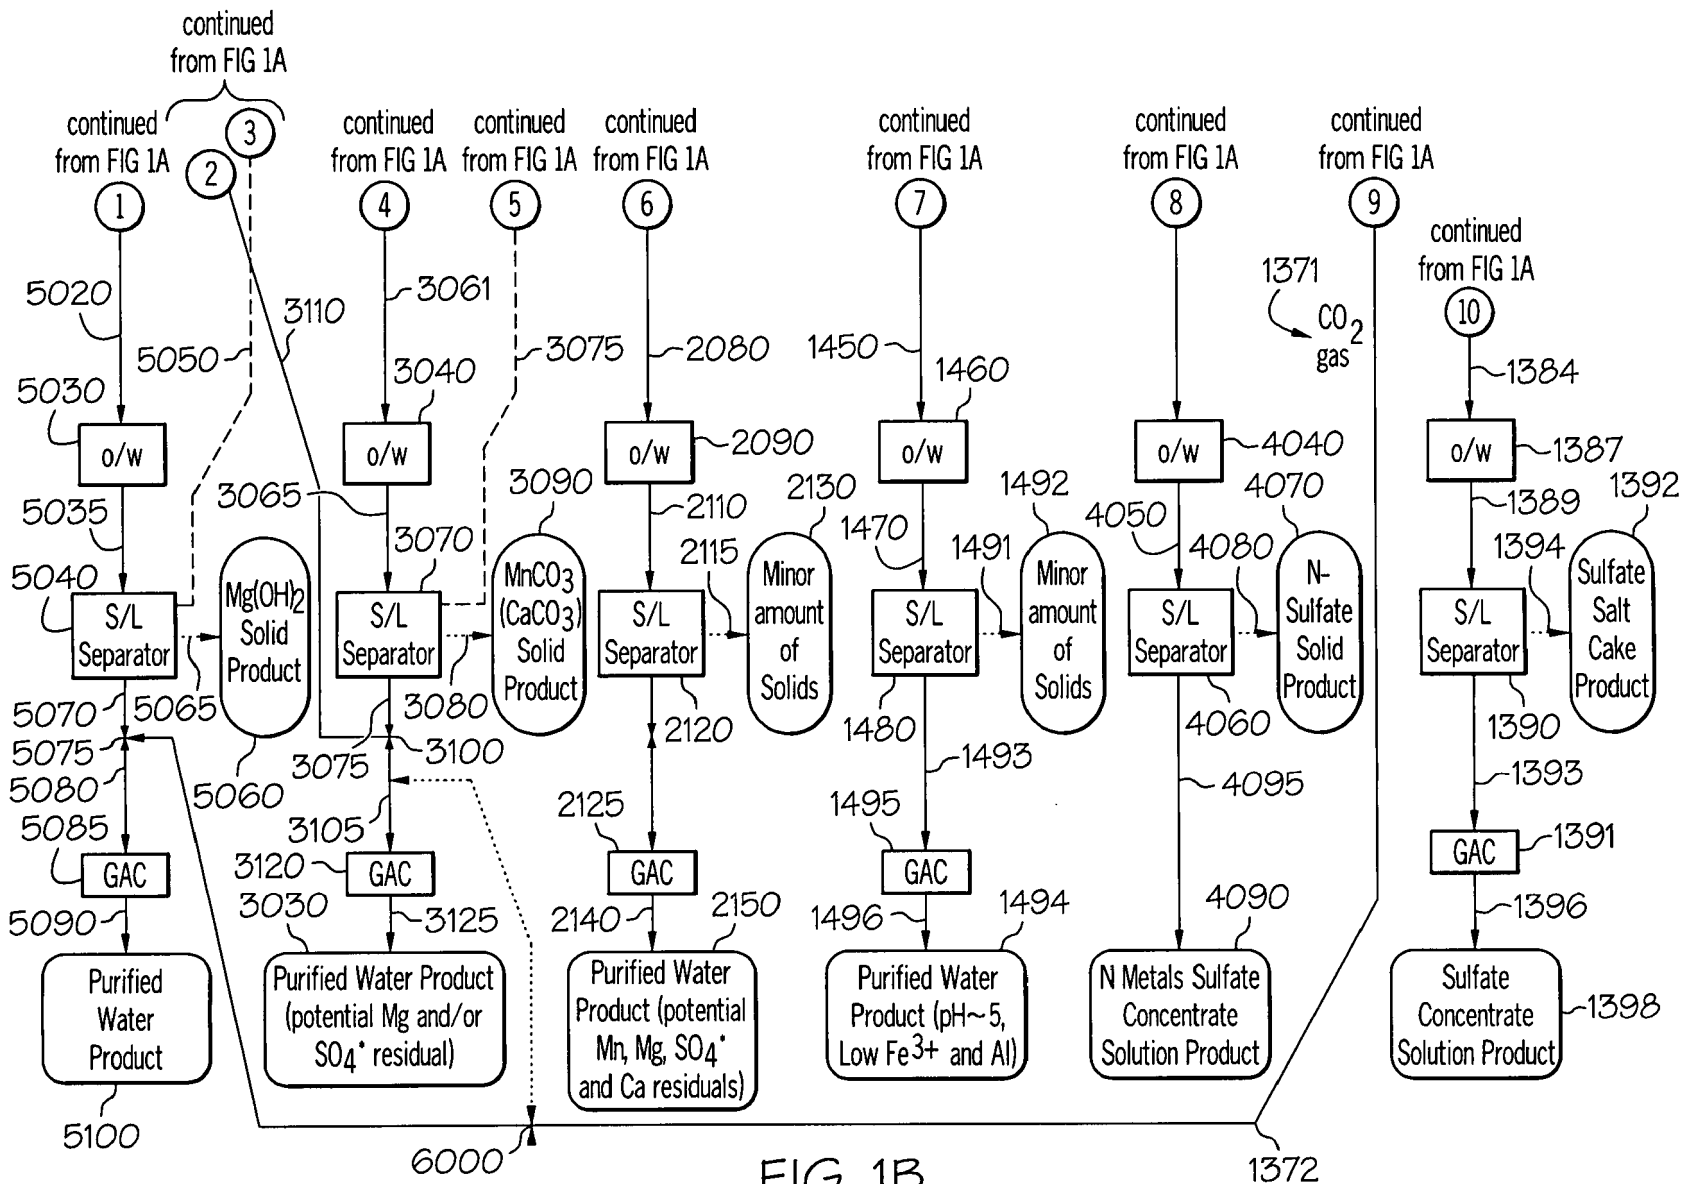 continued
from FIG 1A
continued
from FIG 1A
1
2
3
continued
from FIG 1A
4
continued
from FIG 1A
5
continued
from FIG 1A
6
continued
from FIG 1A
7
continued
from FIG 1A
8
continued
from FIG 1A
9
continued
from FIG 1A
10
5020
5030
o/w
5035
5040
S/L
Separator
5050
5065
Mg(OH)2
Solid
Product
5060
5070
5075
5080
5085
GAC
5090
Purified
Water
Product
5100
3110
3061
3040
o/w
3065
3070
S/L
Separator
3075
3080
3090
MnCO3
(CaCO3)
Solid
Product
3075
3100
3105
3120
GAC
3030
3125
Purified Water Product
(potential Mg and/or
SO4* residual)
6000
2080
2090
o/w
2110
2115
2130
S/L
Separator
Minor
amount
of
Solids
2120
2125
GAC
2140
2150
Purified Water
Product (potential
Mn, Mg, SO4*
and Ca residuals)
1450
1460
o/w
1470
1491
1492
S/L
Separator
Minor
amount
of
Solids
1480
1493
1495
GAC
1496
1494
Purified Water
Product (pH~5,
Low Fe3+ and Al)
4040
o/w
4050
4080
4070
S/L
Separator
N-
Sulfate
Solid
Product
4060
4095
4090
N Metals Sulfate
Concentrate
Solution Product
1371
CO2
gas
1372
1384
o/w
1387
1389
1392
1394
S/L
Separator
Sulfate
Salt
Cake
Product
1390
1393
GAC
1391
1396
Sulfate
Concentrate
Solution Product
1398
FIG 1B